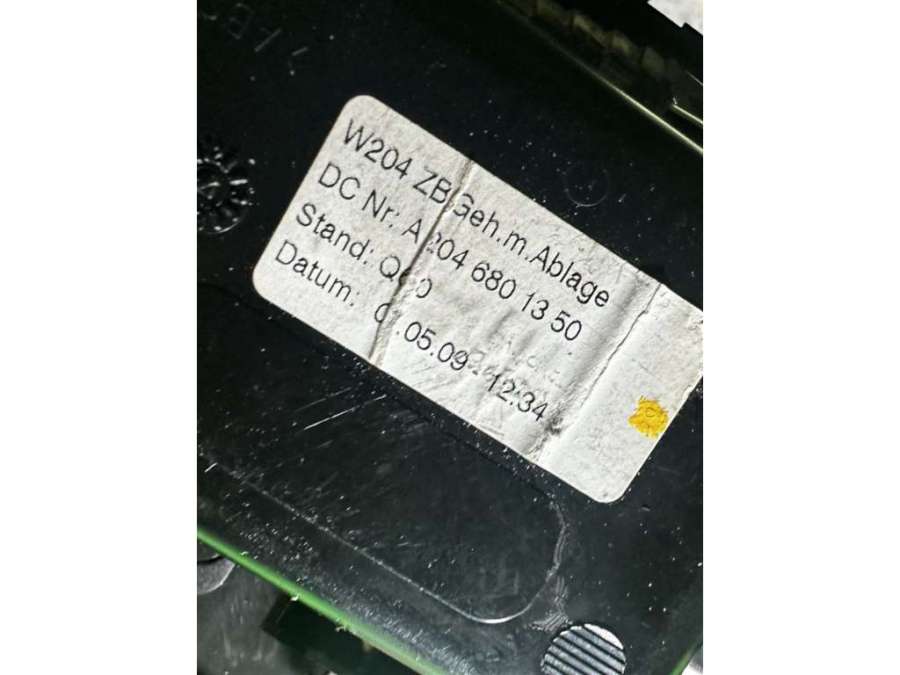 W204 ZB Geh.m.Ablage
DC Nr: A 204 680 13 50
Stand:
Datum: .05.09 12:34